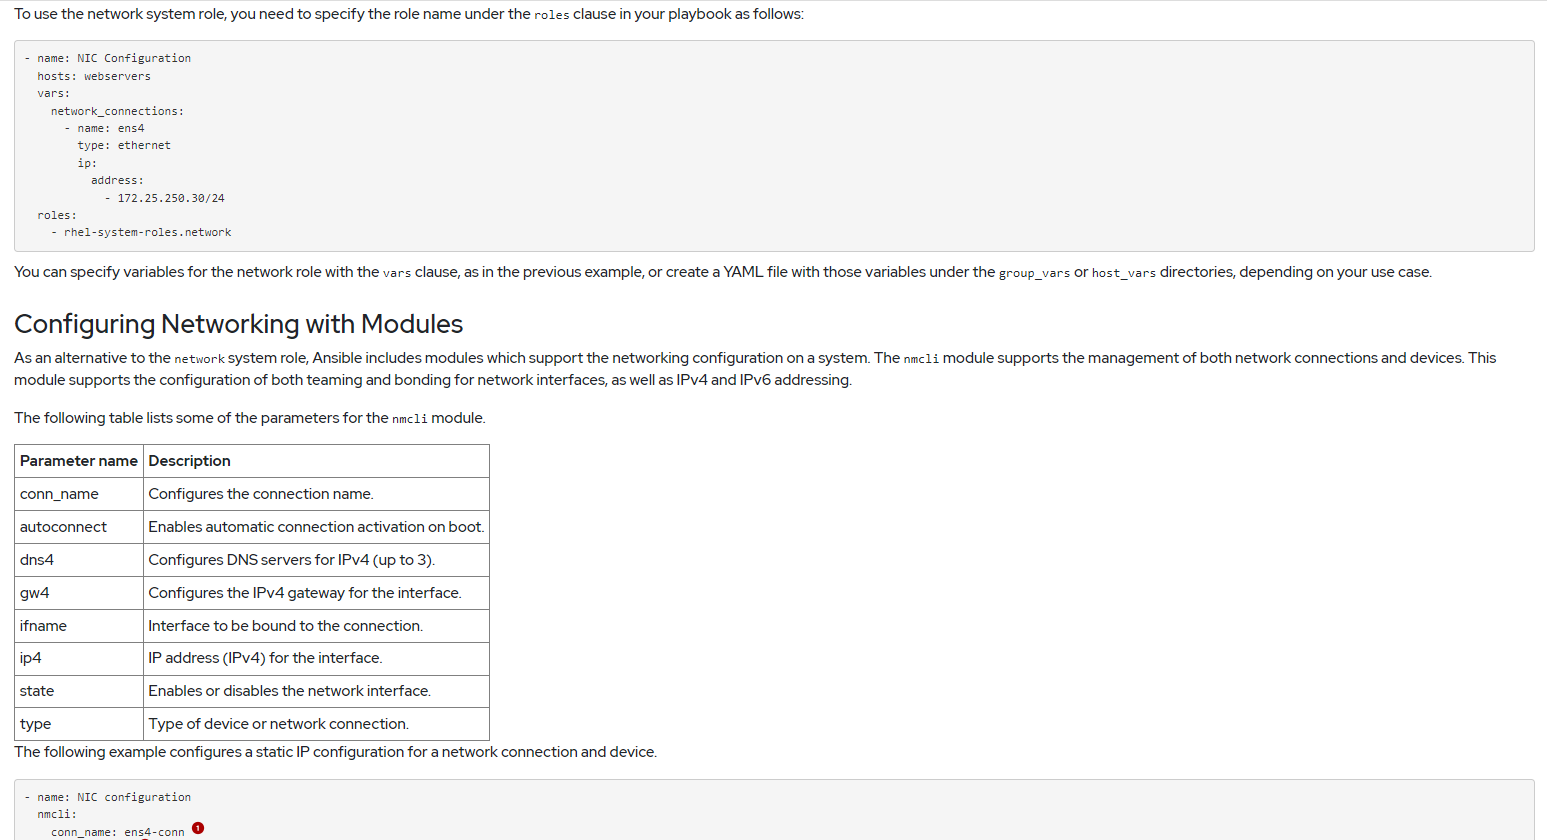 To use the network system role, you need to specify the role name under the roles clause in your playbook as follows:
- name: NIC Configuration
  hosts: webservers
  vars:
    network_connections:
      - name: ens4
        type: ethernet
        ip:
          address:
            - 172.25.250.30/24
  roles:
    - rhel-system-roles.network
You can specify variables for the network role with the vars clause, as in the previous example, or create a YAML file with those variables under the group_vars or host_vars directories, depending on your use case.
Configuring Networking with Modules
As an alternative to the network system role, Ansible includes modules which support the networking configuration on a system. The nmcli module supports the management of both network connections and devices. This
module supports the configuration of both teaming and bonding for network interfaces, as well as IPv4 and IPv6 addressing.
The following table lists some of the parameters for the nmcli module.
Parameter name Description
conn_name Configures the connection name.
autoconnect Enables automatic connection activation on boot.
dns4 Configures DNS servers for IPv4 (up to 3).
gw4 Configures the IPv4 gateway for the interface.
ifname Interface to be bound to the connection.
ip4 IP address (IPv4) for the interface.
state Enables or disables the network interface.
type Type of device or network connection.
The following example configures a static IP configuration for a network connection and device.
- name: NIC configuration
  nmcli:
    conn_name: ens4-conn 1